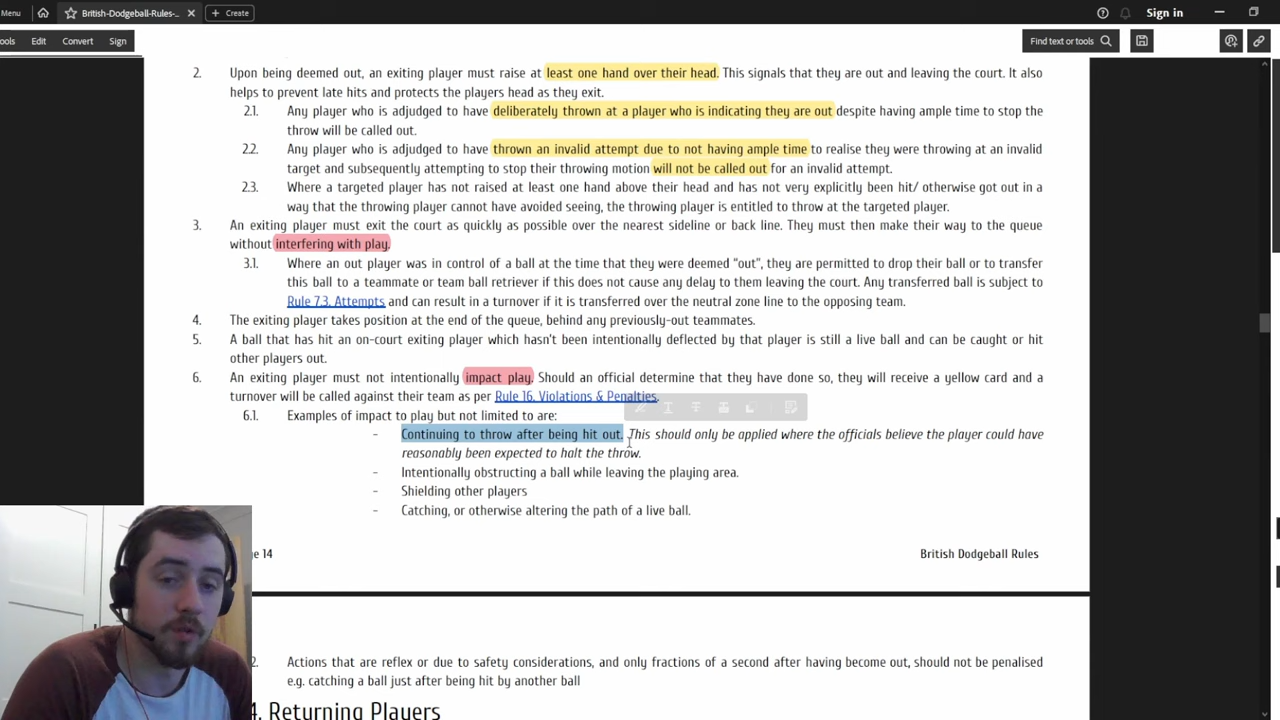 Menu British-Dodgeball-Rules-... Create Sign in
ools Edit Convert Sign Find text or tools
2. Upon being deemed out, an exiting player must raise at least one hand over their head. This signals that they are out and leaving the court. It also
helps to prevent late hits and protects the players head as they exit.
2.1. Any player who is adjudged to have deliberately thrown at a player who is indicating they are out despite having ample time to stop the
throw will be called out.
2.2. Any player who is adjudged to have thrown an invalid attempt due to not having ample time to realise they were throwing at an invalid
target and subsequently attempting to stop their throwing motion will not be called out for an invalid attempt.
2.3. Where a targeted player has not raised at least one hand above their head and has not very explicitly been hit/ otherwise got out in a
way that the throwing player cannot have avoided seeing, the throwing player is entitled to throw at the targeted player.
3. An exiting player must exit the court as quickly as possible over the nearest sideline or back line. They must then make their way to the queue
without interfering with play.
3.1. Where an out player was in control of a ball at the time that they were deemed “out”, they are permitted to drop their ball or to transfer
this ball to a teammate or team ball retriever if this does not cause any delay to them leaving the court. Any transferred ball is subject to
Rule 7.3. Attempts and can result in a turnover if it is transferred over the neutral zone line to the opposing team.
4. The exiting player takes position at the end of the queue, behind any previously-out teammates.
5. A ball that has hit an on-court exiting player which hasn't been intentionally deflected by that player is still a live ball and can be caught or hit
other players out.
6. An exiting player must not intentionally impact play. Should an official determine that they have done so, they will receive a yellow card and a
turnover will be called against their team as per Rule 16. Violations & Penalties.
6.1. Examples of impact to play but not limited to are:
- Continuing to throw after being hit out. This should only be applied where the officials believe the player could have
reasonably been expected to halt the throw.
- Intentionally obstructing a ball while leaving the playing area.
- Shielding other players
- Catching, or otherwise altering the path of a live ball.
ge 14 British Dodgeball Rules
2. Actions that are reflex or due to safety considerations, and only fractions of a second after having become out, should not be penalised
e.g. catching a ball just after being hit by another ball
4. Returning Players